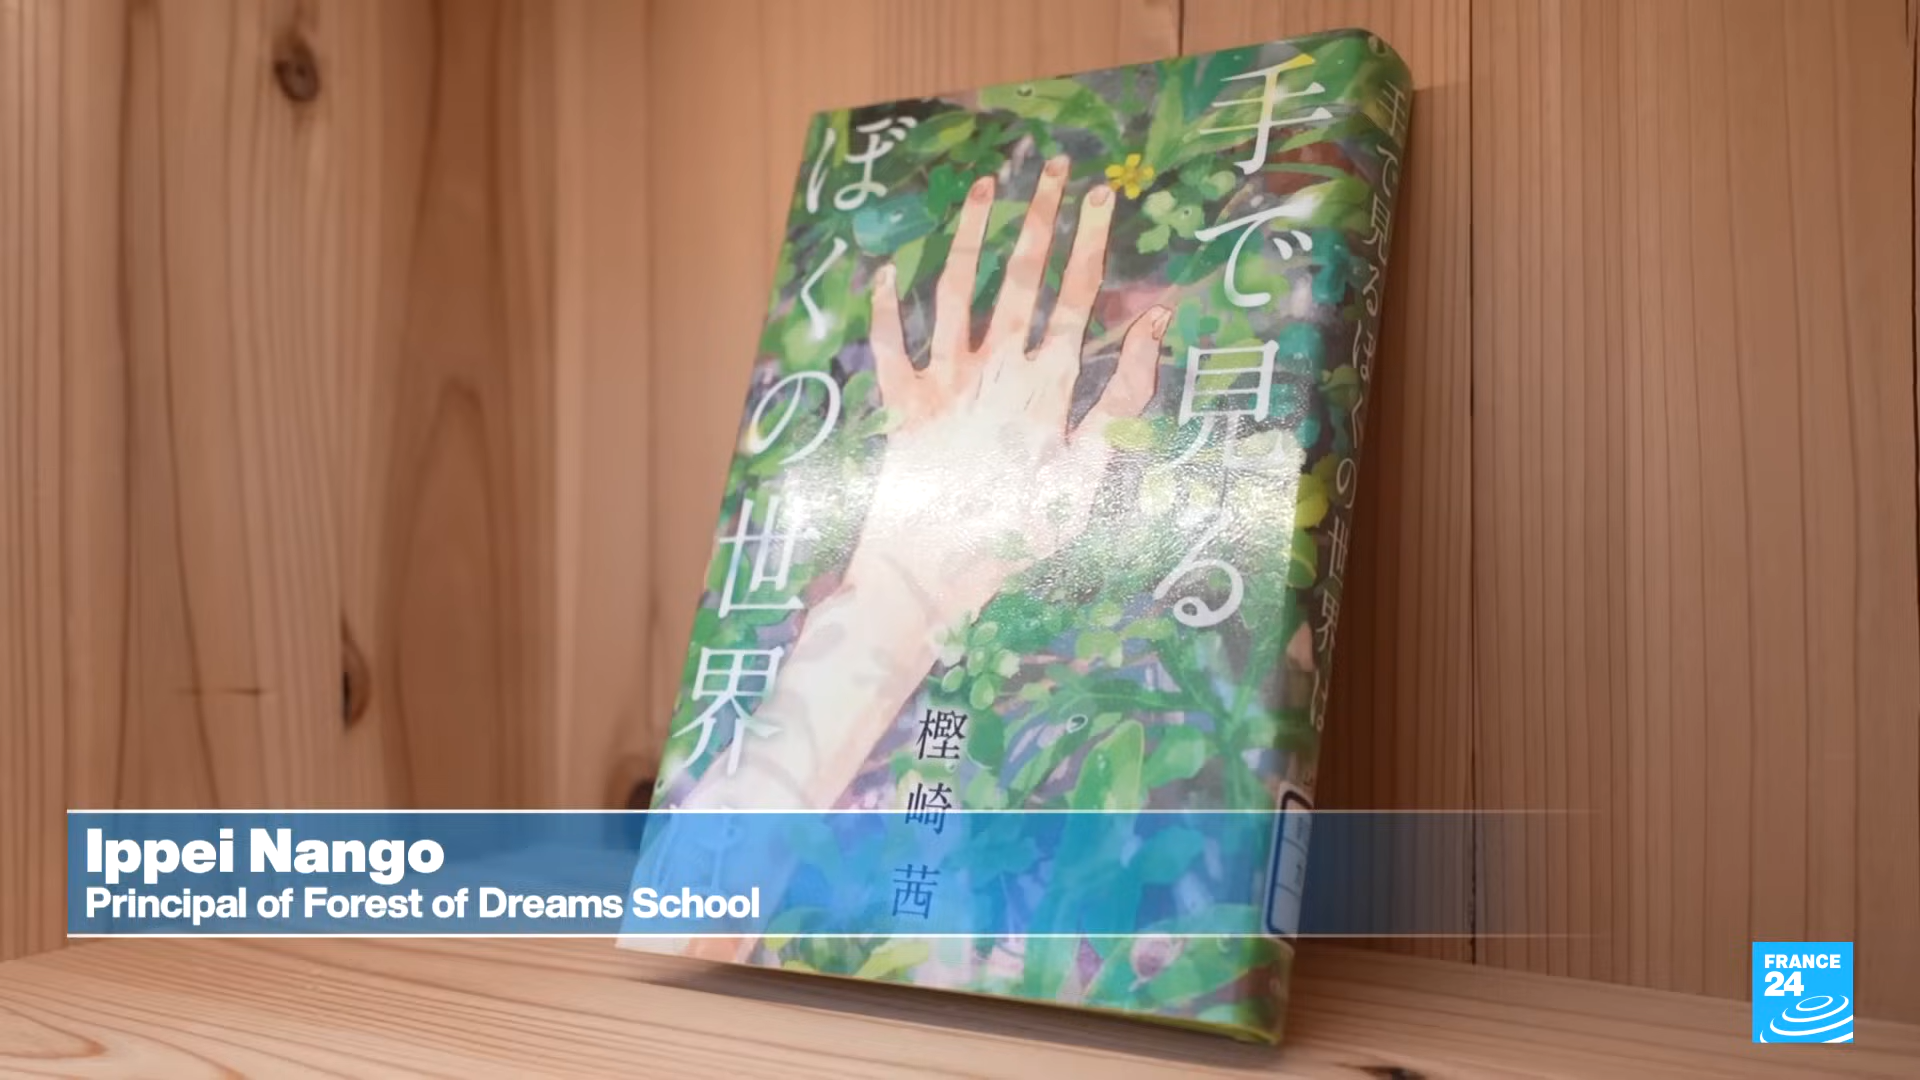 手で見る
ぼくの世界
樫崎 茜
手で見るぼくの世界は
Ippei Nango
Principal of Forest of Dreams School
FRANCE
24